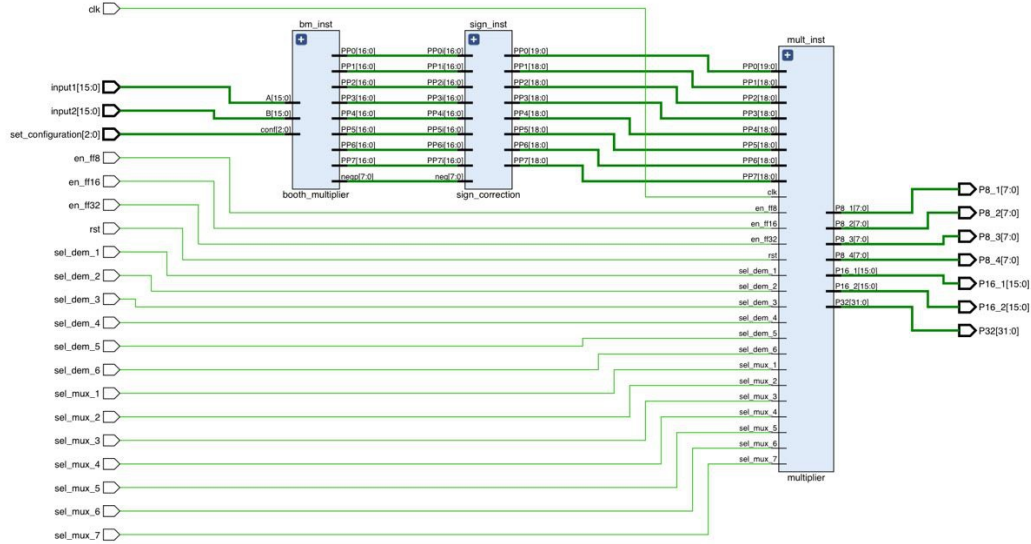 clk
input1[15:0]
input2[15:0]
set_configuration[2:0]
en_ff8
en_ff16
en_ff32
rst
sel_dem_1
sel_dem_2
sel_dem_3
sel_dem_4
sel_dem_5
sel_dem_6
sel_mux_1
sel_mux_2
sel_mux_3
sel_mux_4
sel_mux_5
sel_mux_6
sel_mux_7
bm_inst
A[15:0]
B[15:0]
conf[2:0]
PP0[16:0]
PP1[16:0]
PP2[16:0]
PP3[16:0]
PP4[16:0]
PP5[16:0]
PP6[16:0]
PP7[16:0]
negp[7:0]
booth_multiplier
sign_inst
PP0i[16:0]
PP1i[16:0]
PP2i[16:0]
PP3i[16:0]
PP4i[16:0]
PP5i[16:0]
PP6i[16:0]
PP7i[16:0]
neg[7:0]
PP0[19:0]
PP1[18:0]
PP2[18:0]
PP3[18:0]
PP4[18:0]
PP5[18:0]
PP6[18:0]
PP7[18:0]
sign_correction
mult_inst
PP0[19:0]
PP1[18:0]
PP2[18:0]
PP3[18:0]
PP4[18:0]
PP5[18:0]
PP6[18:0]
PP7[18:0]
clk
en_ff8
en_ff16
en_ff32
rst
sel_dem_1
sel_dem_2
sel_dem_3
sel_dem_4
sel_dem_5
sel_dem_6
sel_mux_1
sel_mux_2
sel_mux_3
sel_mux_4
sel_mux_5
sel_mux_6
sel_mux_7
P8_1[7:0]
P8_2[7:0]
P8_3[7:0]
P8_4[7:0]
P16_1[15:0]
P16_2[15:0]
P32[31:0]
multiplier
P8_1[7:0]
P8_2[7:0]
P8_3[7:0]
P8_4[7:0]
P16_1[15:0]
P16_2[15:0]
P32[31:0]